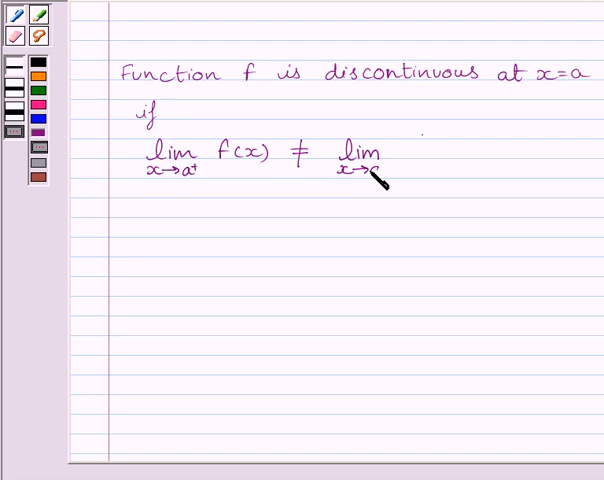 Function f is discontinuous at x=a
if
lim f(x) ≠ lim
x→a⁺ x→a